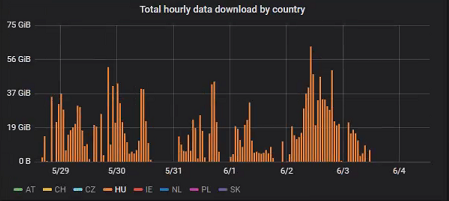 Total hourly data download by country
75 GiB
56 GiB
37 GiB
19 GiB
0 B
5/29 5/30 5/31 6/1 6/2 6/3 6/4
AT CH CZ HU IE NL PL SK